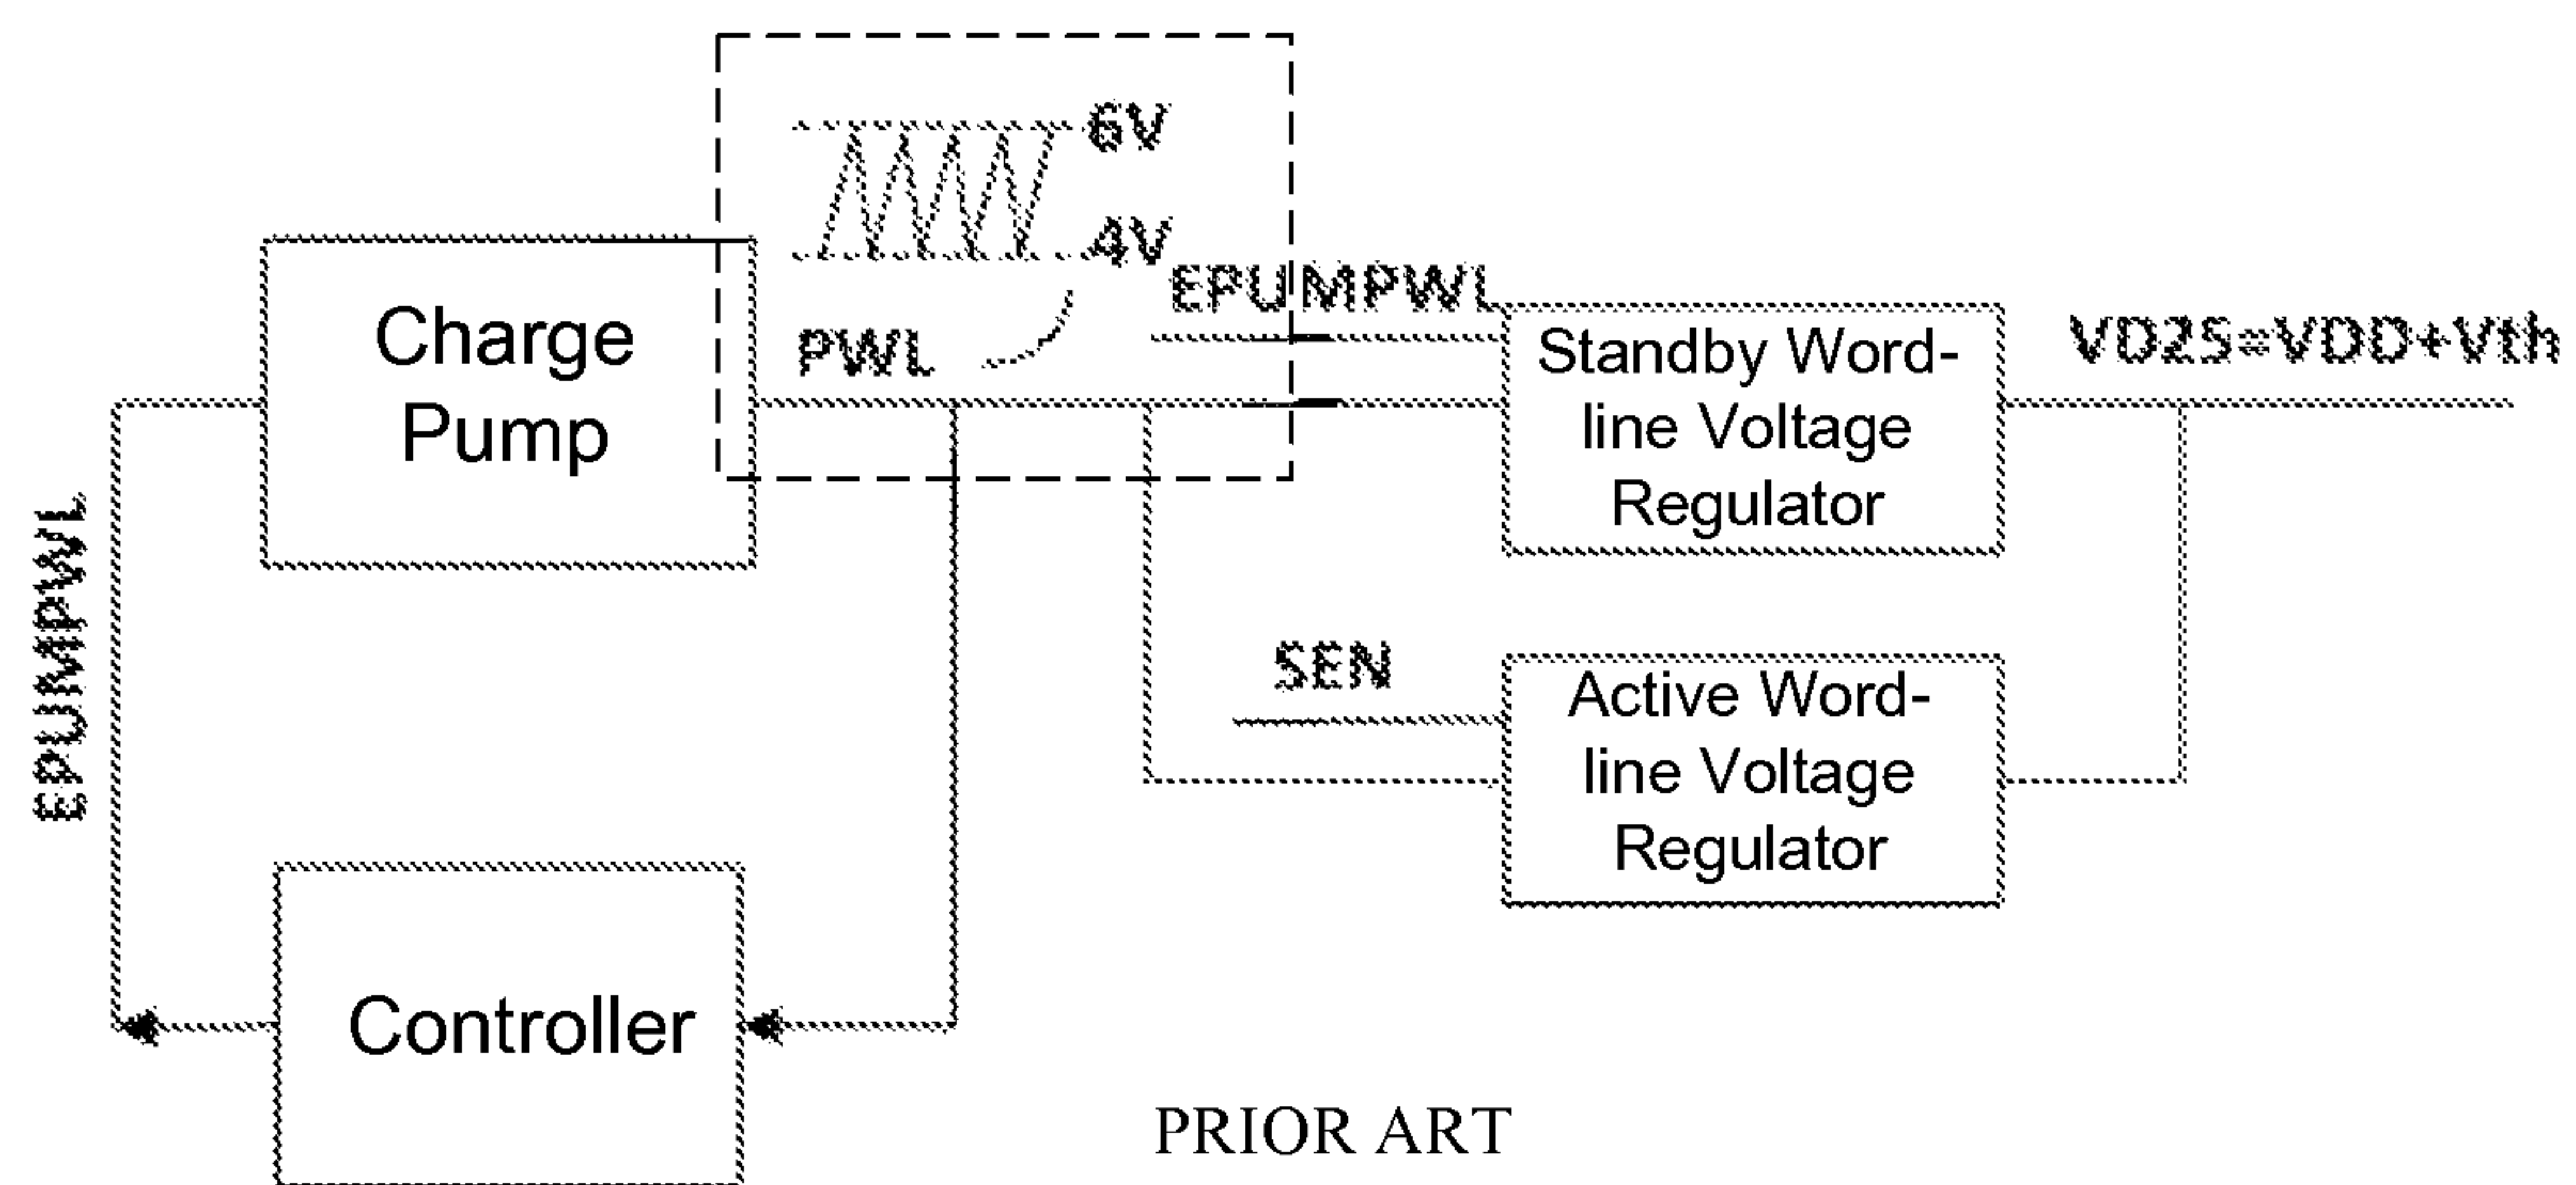 6V
4V
Charge
Pump
PWL
EPUMPWL
Standby Word-
line Voltage
Regulator
VD25=VDD+Vth
EPUMPWL
SEN
Active Word-
line Voltage
Regulator
Controller
PRIOR ART